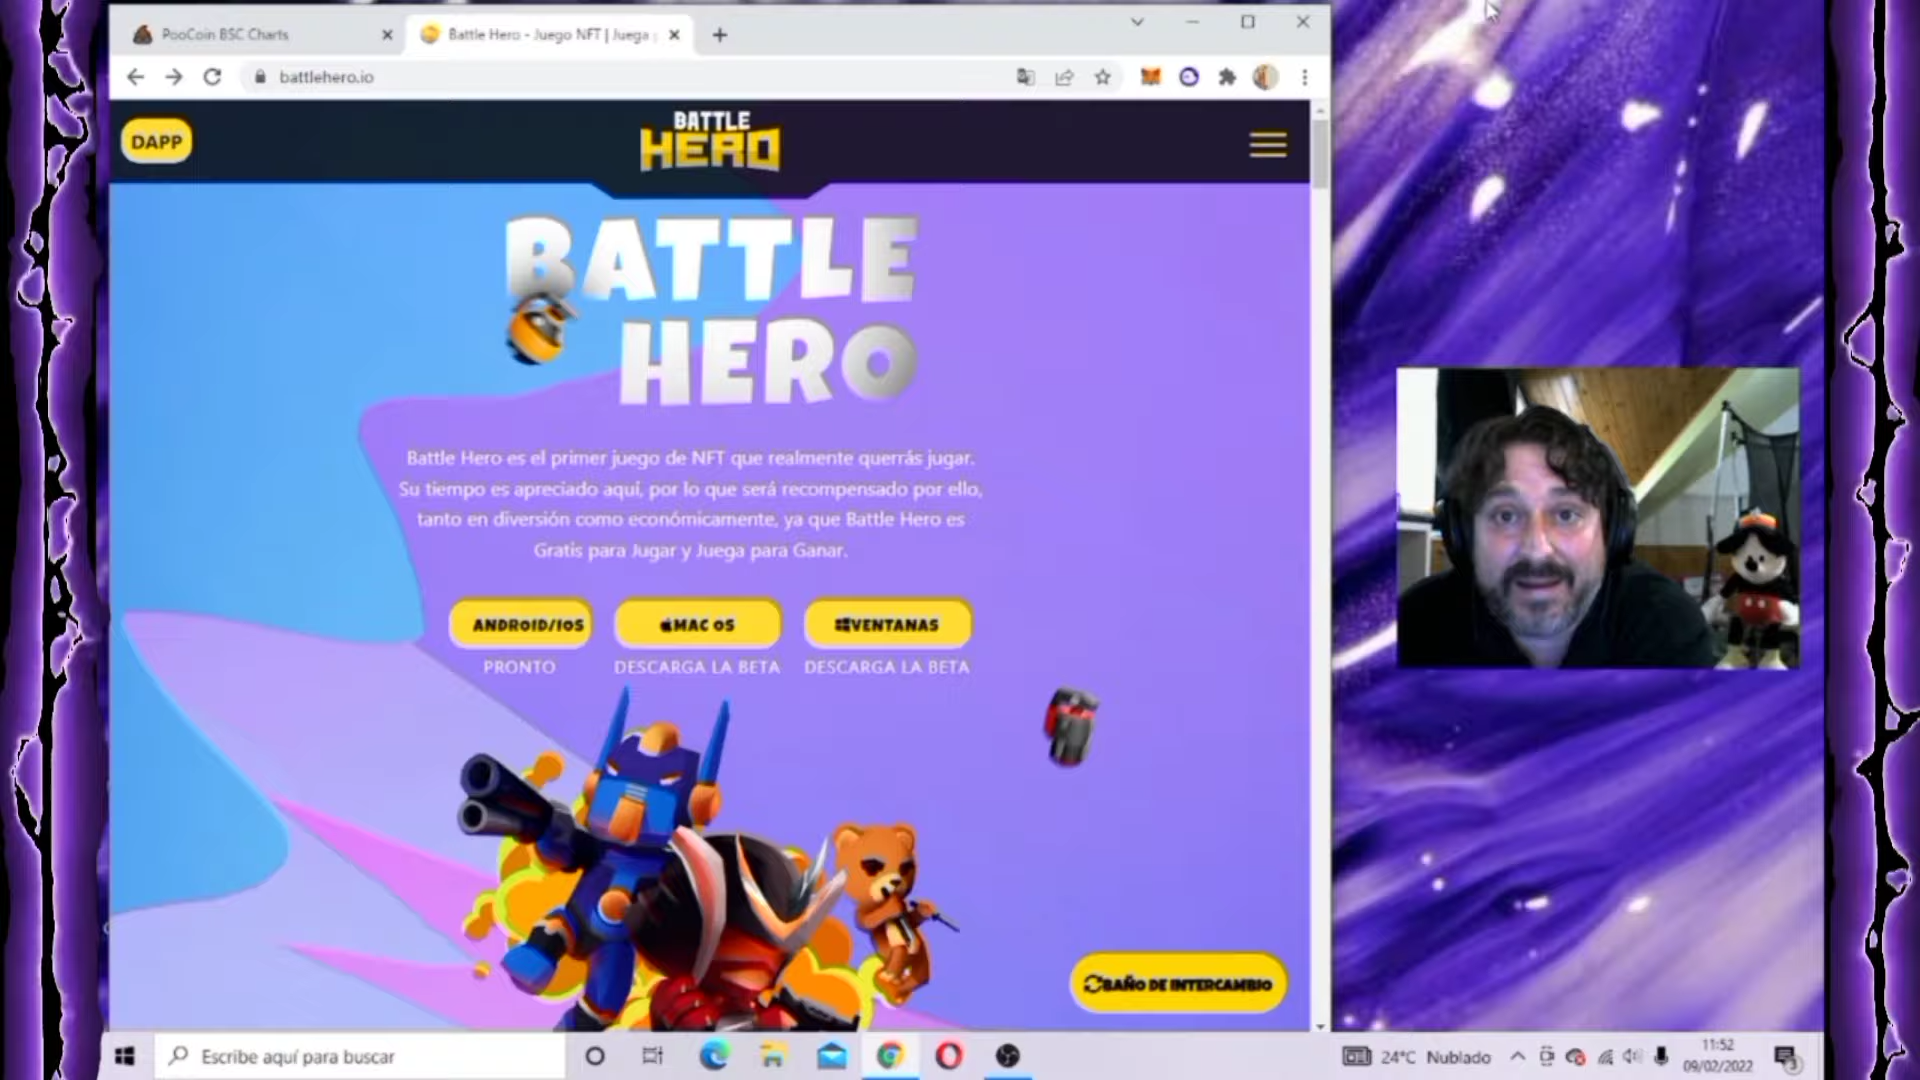 PooCoin BSC Charts
Battle Hero - Juego NFT | Juega
battlehero.io
DAPP
BATTLE
HERO
BATTLE
HERO
Battle Hero es el primer juego de NFT que realmente querrás jugar.
Su tiempo es apreciado aquí, por lo que será recompensado por ello,
tanto en diversión como económicamente, ya que Battle Hero es
Gratis para Jugar y Juega para Ganar.
ANDROID/IOS
MAC OS
VENTANAS
PRONTO
DESCARGA LA BETA
DESCARGA LA BETA
BAÑO DE INTERCAMBIO
Escribe aquí para buscar
24°C Nublado
11:52
09/02/2022
3